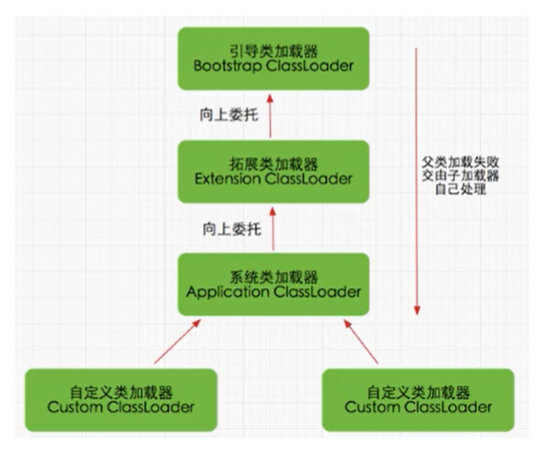 引导类加载器
Bootstrap ClassLoader
向上委托
拓展类加载器
Extension ClassLoader
父类加载失败
交由子加载器
自己处理
向上委托
系统类加载器
Application ClassLoader
自定义类加载器
Custom ClassLoader
自定义类加载器
Custom ClassLoader